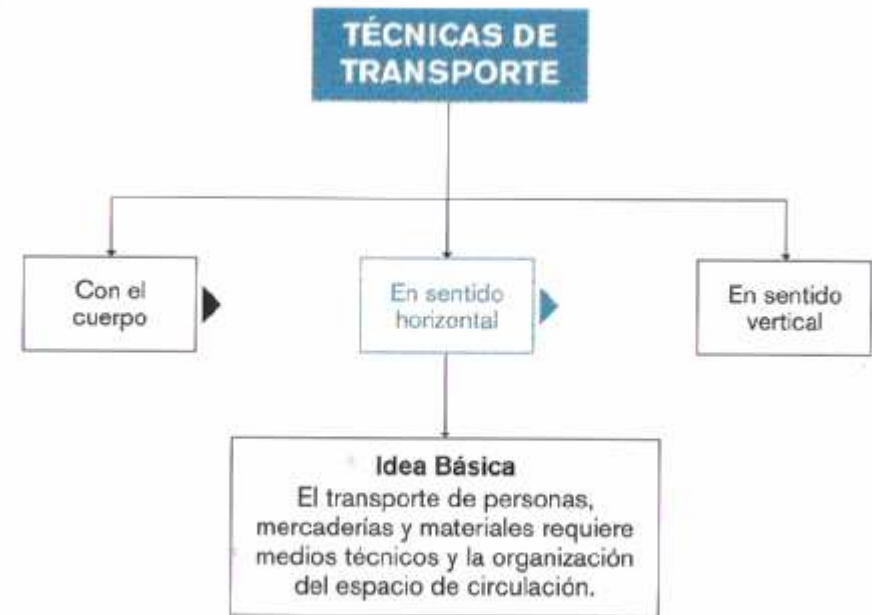 TÉCNICAS DE
TRANSPORTE
Con el
cuerpo
En sentido
horizontal
En sentido
vertical
Idea Básica
El transporte de personas,
mercaderías y materiales requiere
medios técnicos y la organización
del espacio de circulación.